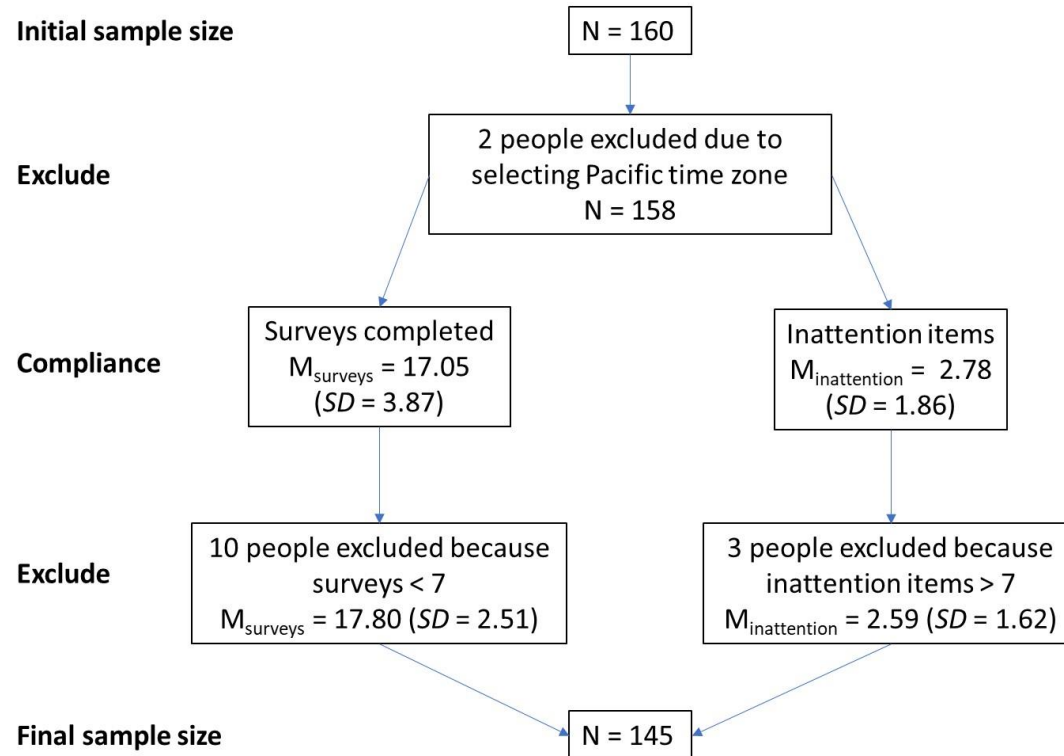 Initial sample size
N = 160
Exclude
2 people excluded due to
selecting Pacific time zone
N = 158
Compliance
Surveys completed
Msurveys = 17.05
(SD = 3.87)
Inattention items
Minattention = 2.78
(SD = 1.86)
Exclude
10 people excluded because
surveys < 7
Msurveys = 17.80 (SD = 2.51)
3 people excluded because
inattention items > 7
Minattention = 2.59 (SD = 1.62)
Final sample size
N = 145